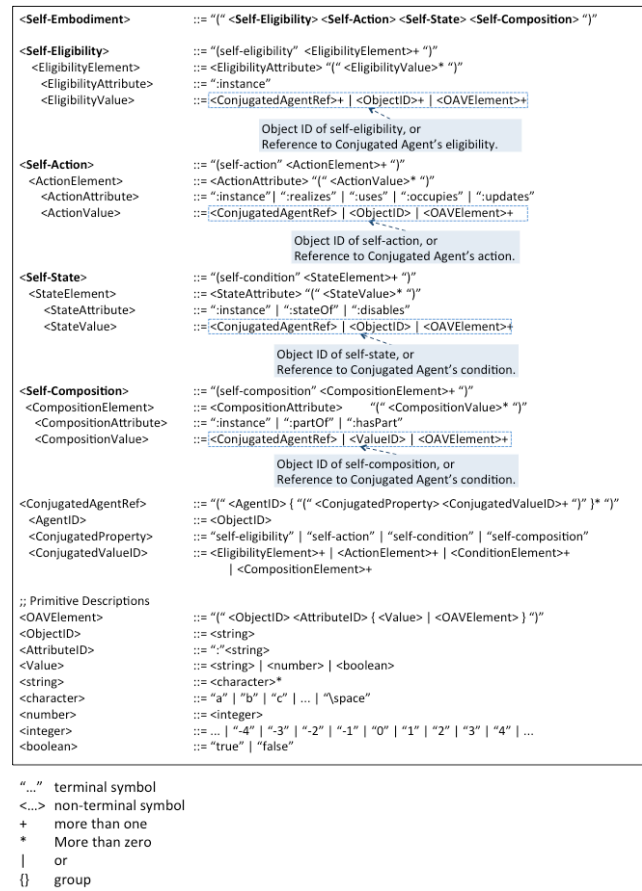 <Self-Embodiment> ::= “(“ <Self-Eligibility> <Self-Action> <Self-State> <Self-Composition> “)”
<Self-Eligibility> ::= “(self-eligibility” <EligibilityElement>+ “)”
<EligibilityElement> ::= <EligibilityAttribute> “(“ <EligibilityValue>* “)”
<EligibilityAttribute> ::= “:instance”
<EligibilityValue> ::= <ConjugatedAgentRef>+ | <ObjectID>+ | <OAVElement>+
Object ID of self-eligibility, or
Reference to Conjugated Agent’s eligibility.
<Self-Action> ::= “(self-action” <ActionElement>+ “)”
<ActionElement> ::= <ActionAttribute> “(“ <ActionValue>* “)”
<ActionAttribute> ::= “:instance”| “:realizes” | “:uses” | “:occupies” | “:updates”
<ActionValue> ::= <ConjugatedAgentRef> | <ObjectID> | <OAVElement>+
Object ID of self-action, or
Reference to Conjugated Agent’s action.
<Self-State> ::= “(self-condition” <StateElement>+ “)”
<StateElement> ::= <StateAttribute> “(“ <StateValue>* “)”
<StateAttribute> ::= “:instance” | “:stateOf” | “:disables”
<StateValue> ::= <ConjugatedAgentRef> | <ObjectID> | <OAVElement>+
Object ID of self-state, or
Reference to Conjugated Agent’s condition.
<Self-Composition> ::= “(self-composition” <CompositionElement>+ “)”
<CompositionElement> ::= <CompositionAttribute> “(“ <CompositionValue>* “)”
<CompositionAttribute> ::= “:instance” | “:partOf” | “:hasPart”
<CompositionValue> ::= <ConjugatedAgentRef> | <ValueID> | <OAVElement>+
Object ID of self-composition, or
Reference to Conjugated Agent’s condition.
<ConjugatedAgentRef> ::= “(“ <AgentID> { “(“ <ConjugatedProperty> <ConjugatedValueID>+ “)” }* “)”
<AgentID> ::= <ObjectID>
<ConjugatedProperty> ::= “self-eligibility” | “self-action” | “self-condition” | “self-composition”
<ConjugatedValueID> ::= <EligibilityElement>+ | <ActionElement>+ | <ConditionElement>+
| <CompositionElement>+
;; Primitive Descriptions
<OAVElement> ::= “(“ <ObjectID> <AttributeID> { <Value> | <OAVElement> } “)”
<ObjectID> ::= <string>
<AttributeID> ::= “:”<string>
<Value> ::= <string> | <number> | <boolean>
<string> ::= <character>*
<character> ::= “a” | “b” | “c” | ... | “\space”
<number> ::= <integer>
<integer> ::= ... | “-4” | “-3” | “-2” | “-1” | “0” | “1” | “2” | “3” | “4” | ...
<boolean> ::= “true” | “false”
“...” terminal symbol
<...> non-terminal symbol
+ more than one
* More than zero
| or
{} group